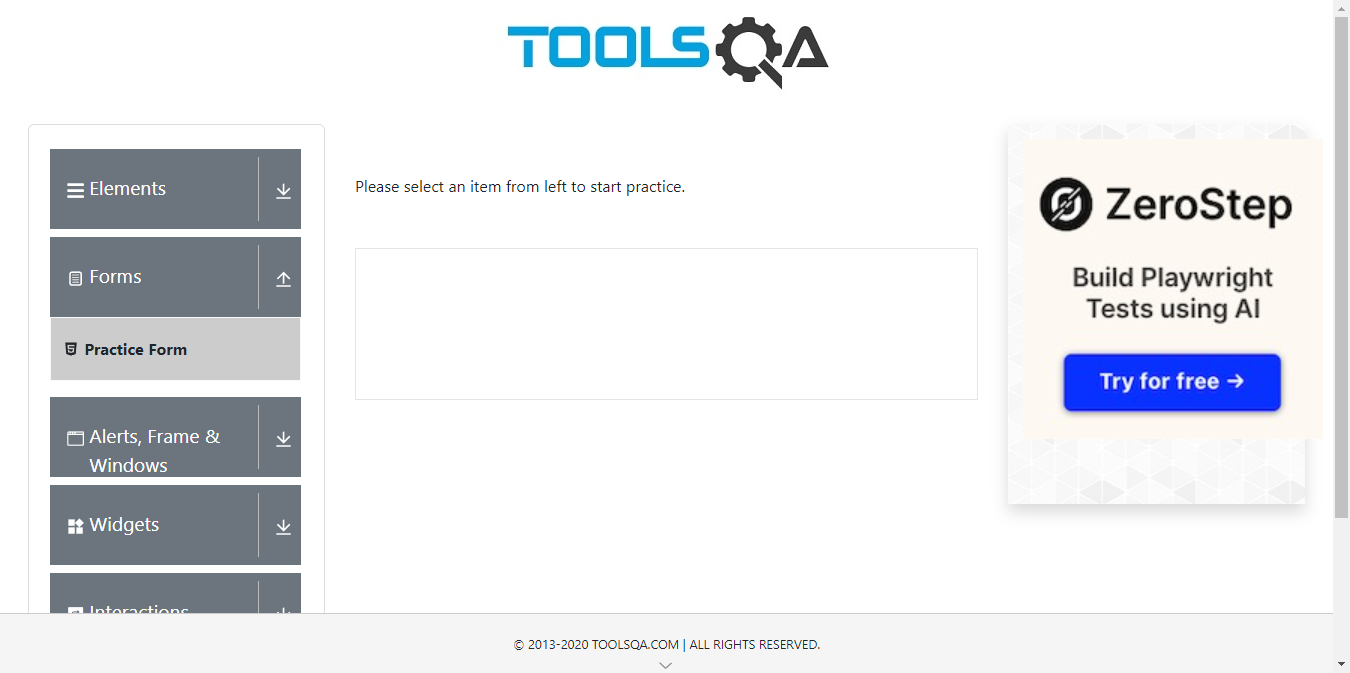 TOOLSQA
Elements
Forms
Practice Form
Alerts, Frame &
Windows
Widgets
Interactions
Please select an item from left to start practice.
ZeroStep
Build Playwright
Tests using AI
Try for free →
© 2013-2020 TOOLSQA.COM | ALL RIGHTS RESERVED.